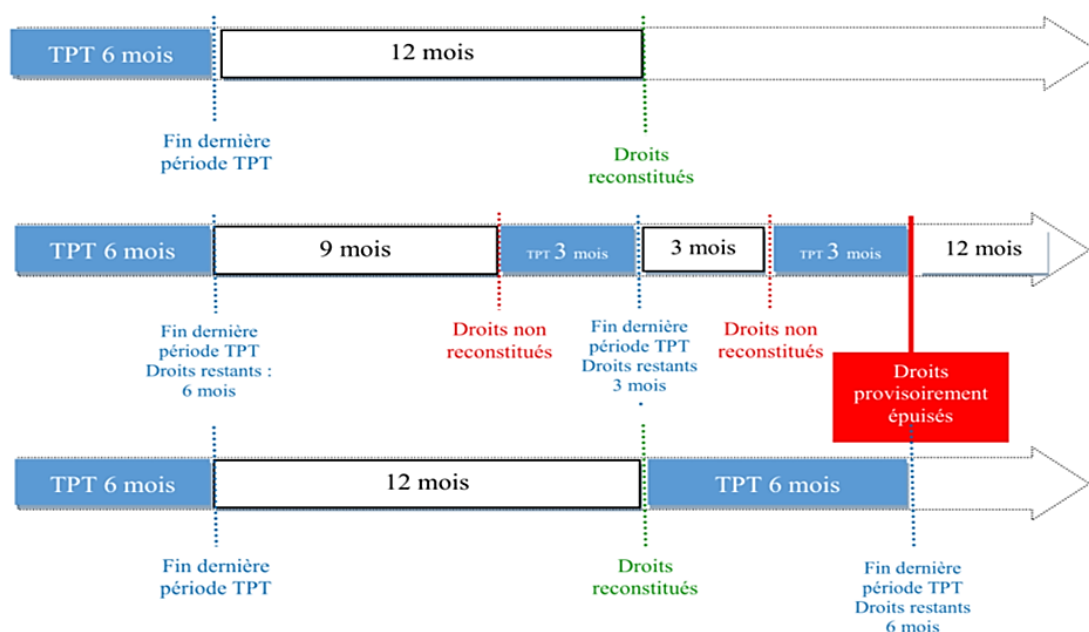 TPT 6 mois
12 mois
Fin dernière
période TPT
Droits
reconstitués
TPT 6 mois
9 mois
TPT 3 mois
3 mois
TPT 3 mois
12 mois
Fin dernière
période TPT
Droits restants :
6 mois
Droits non
reconstitués
Fin dernière
période TPT
Droits restants
3 mois
Droits non
reconstitués
Droits
provisoirement
épuisés
TPT 6 mois
12 mois
TPT 6 mois
Fin dernière
période TPT
Droits
reconstitués
Fin dernière
période TPT
Droits restants
6 mois